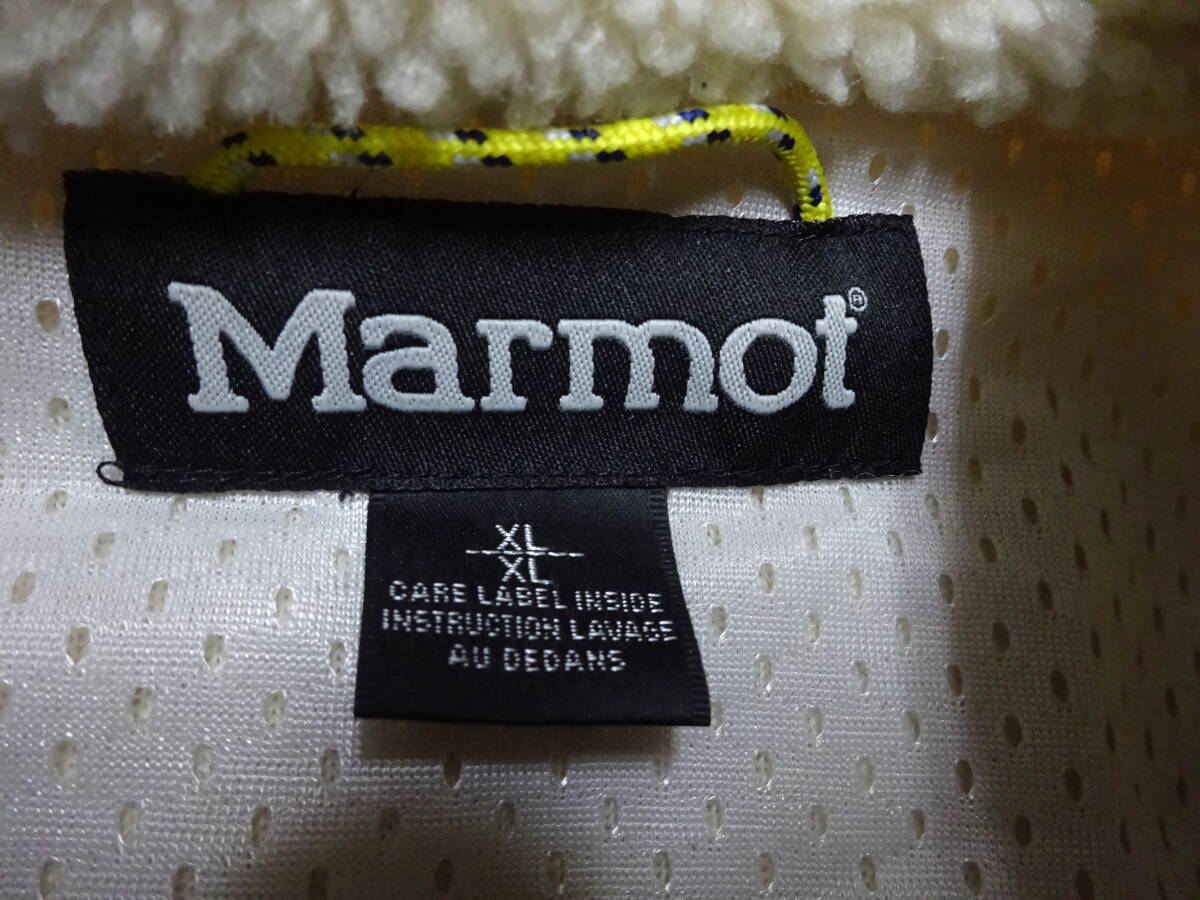 Marmot®
XL
XL
CARE LABEL INSIDE
INSTRUCTION LAVAGE
AU DEDANS